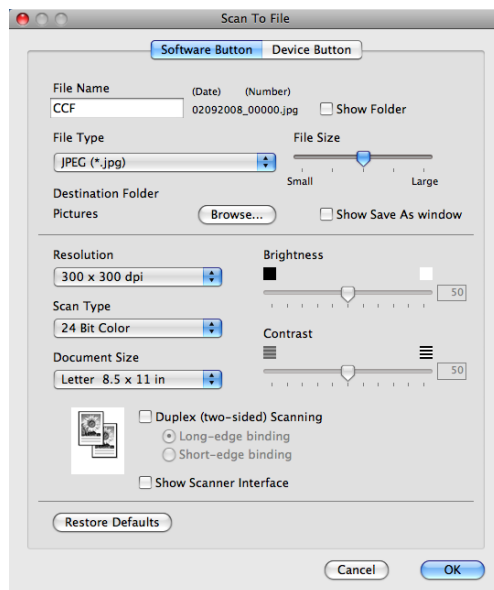 Scan To File
Software Button Device Button
File Name (Date) (Number)
CCF 02092008_00000.jpg Show Folder
File Type File Size
JPEG (*.jpg)
Small Large
Destination Folder
Pictures Browse... Show Save As window
Resolution Brightness
300 x 300 dpi
50
Scan Type
24 Bit Color
Contrast
Document Size
Letter 8.5 x 11 in 50
Duplex (two-sided) Scanning
Long-edge binding
Short-edge binding
Show Scanner Interface
Restore Defaults
Cancel OK